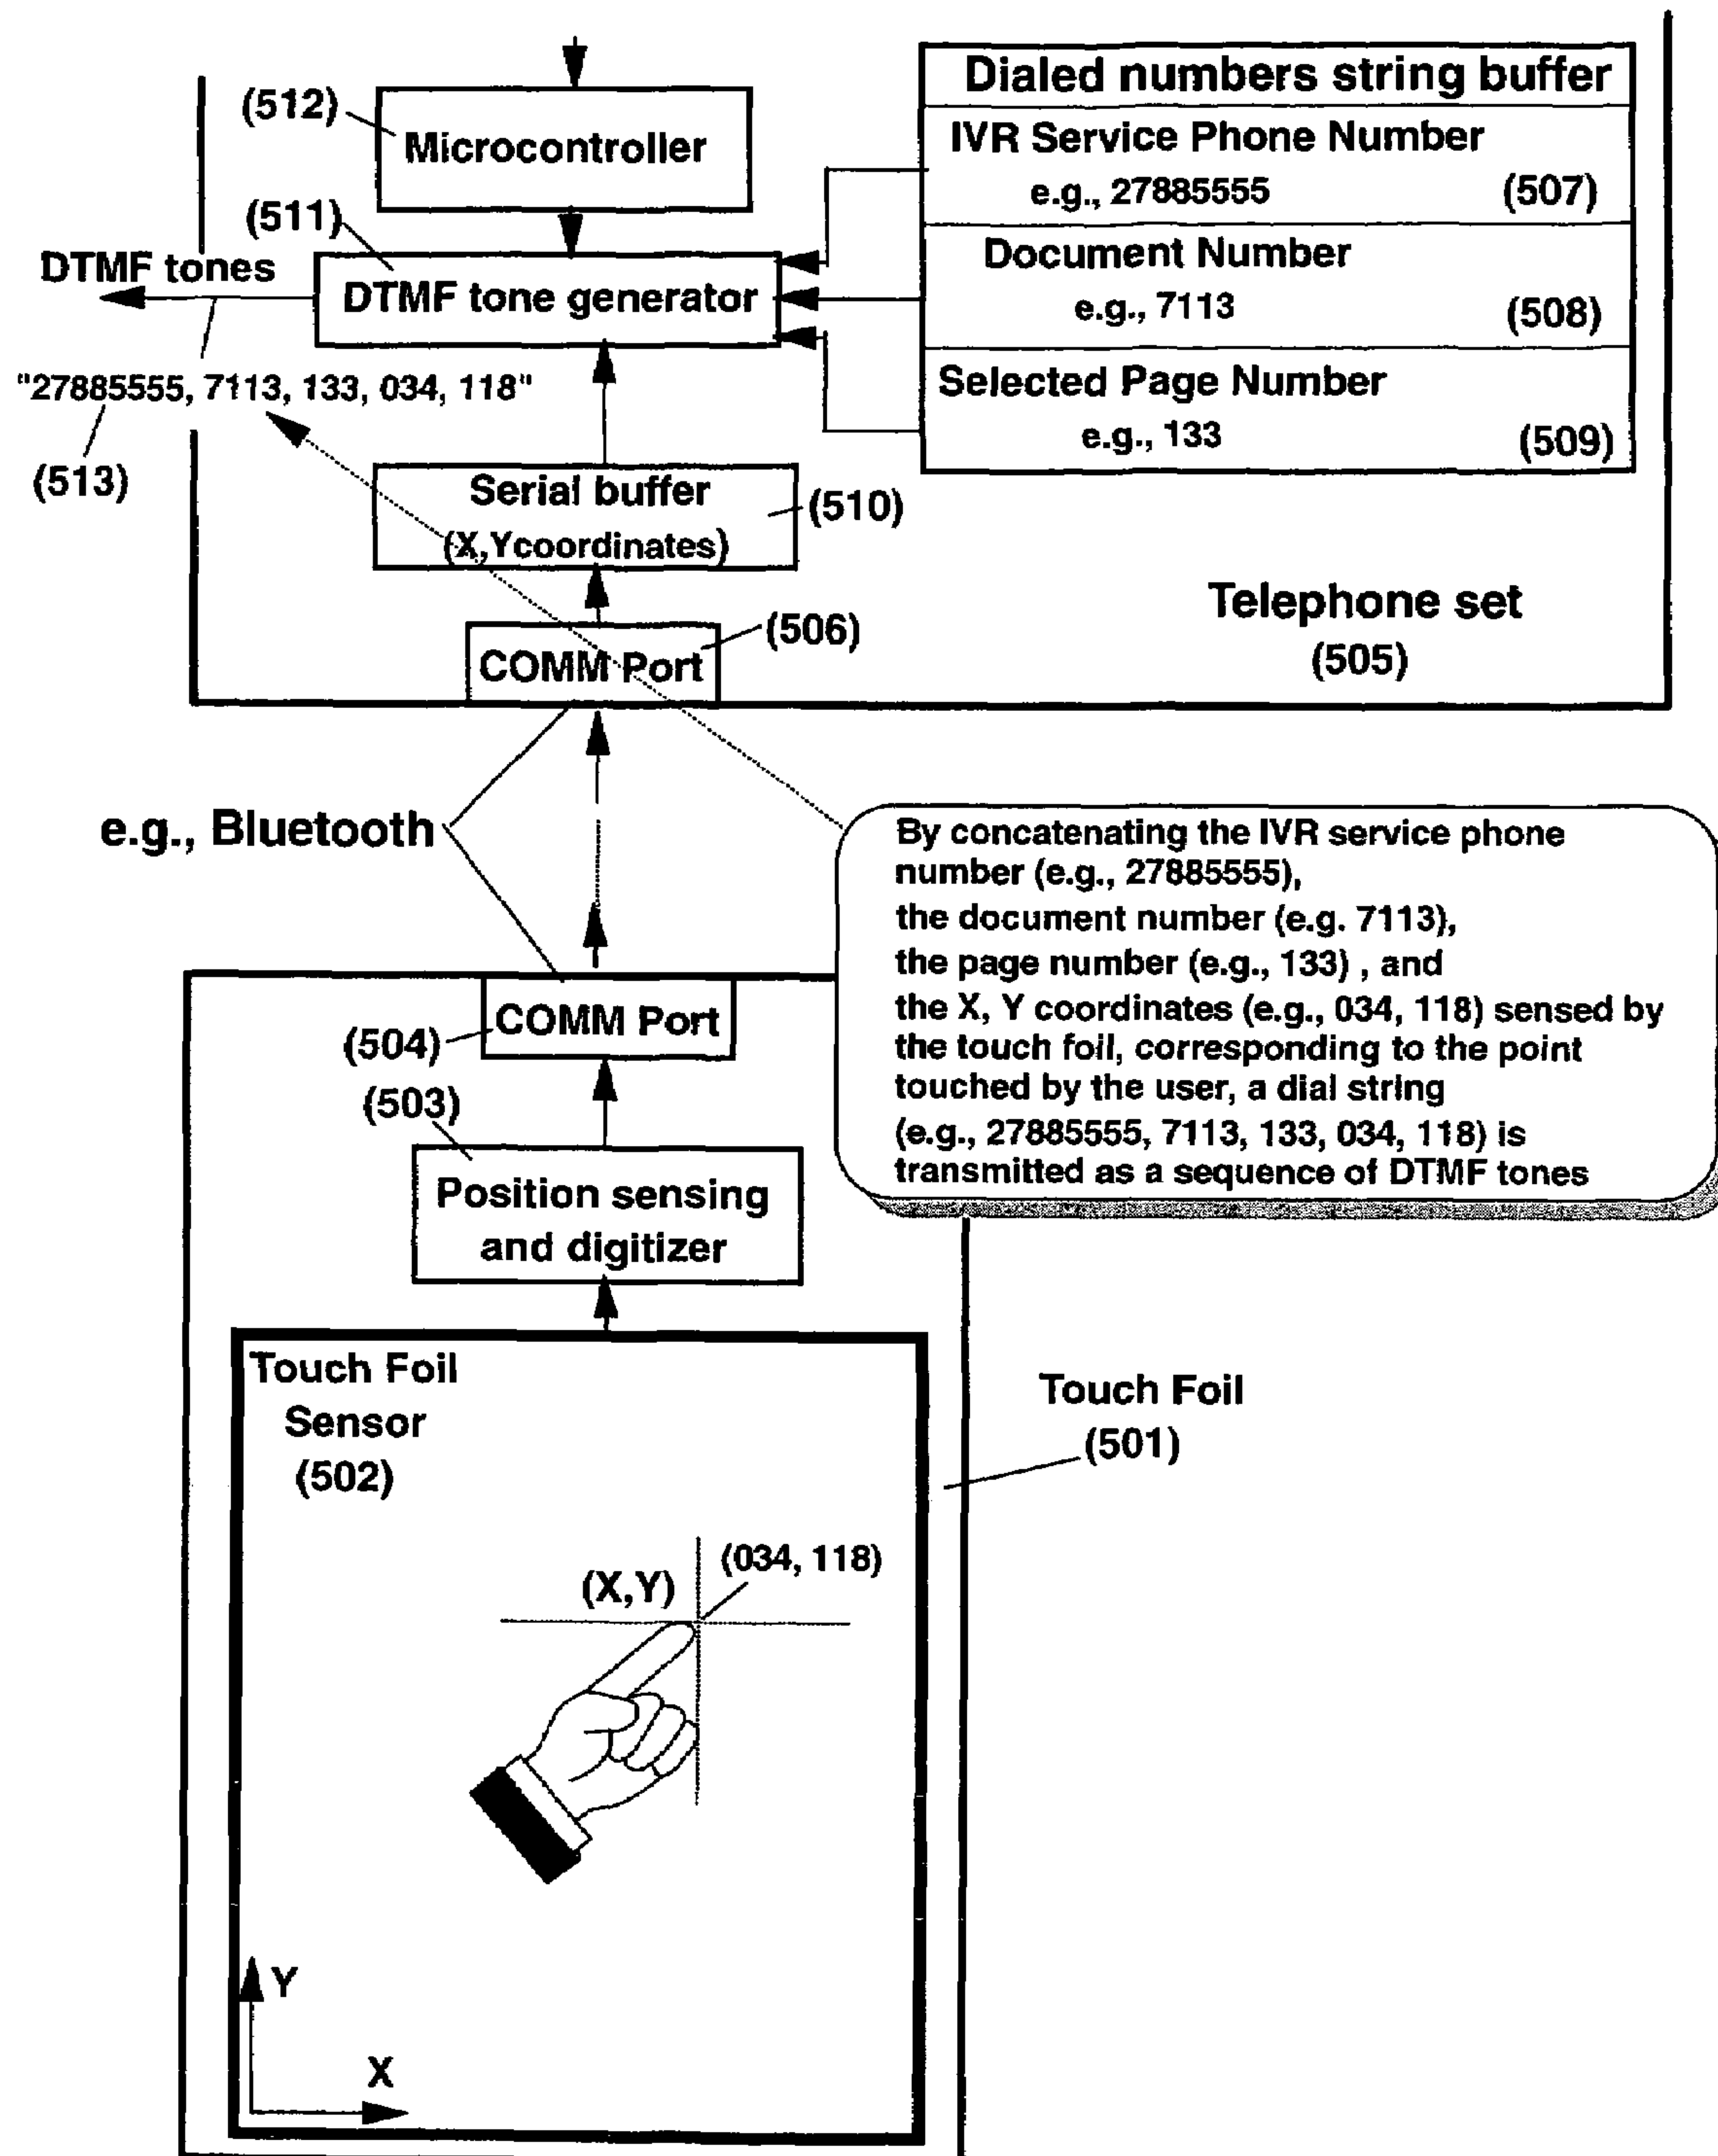 Dialed numbers string buffer
(512)
Microcontroller
IVR Service Phone Number
e.g., 27885555
(507)
(511)
DTMF tones
DTMF tone generator
Document Number
e.g., 7113
(508)
"27885555, 7113, 133, 034, 118"
Selected Page Number
e.g., 133
(509)
(513)
Serial buffer
(X,Ycoordinates)
(510)
Telephone set
(505)
(506)
COMM Port
e.g., Bluetooth
By concatenating the IVR service phone
number (e.g., 27885555),
the document number (e.g. 7113),
the page number (e.g., 133) , and
the X, Y coordinates (e.g., 034, 118) sensed by
the touch foil, corresponding to the point
touched by the user, a dial string
(e.g., 27885555, 7113, 133, 034, 118) is
transmitted as a sequence of DTMF tones
COMM Port
(504)
(503)
Position sensing
and digitizer
Touch Foil
Sensor
(502)
Touch Foil
(501)
(034, 118)
(X,Y)
Y
X